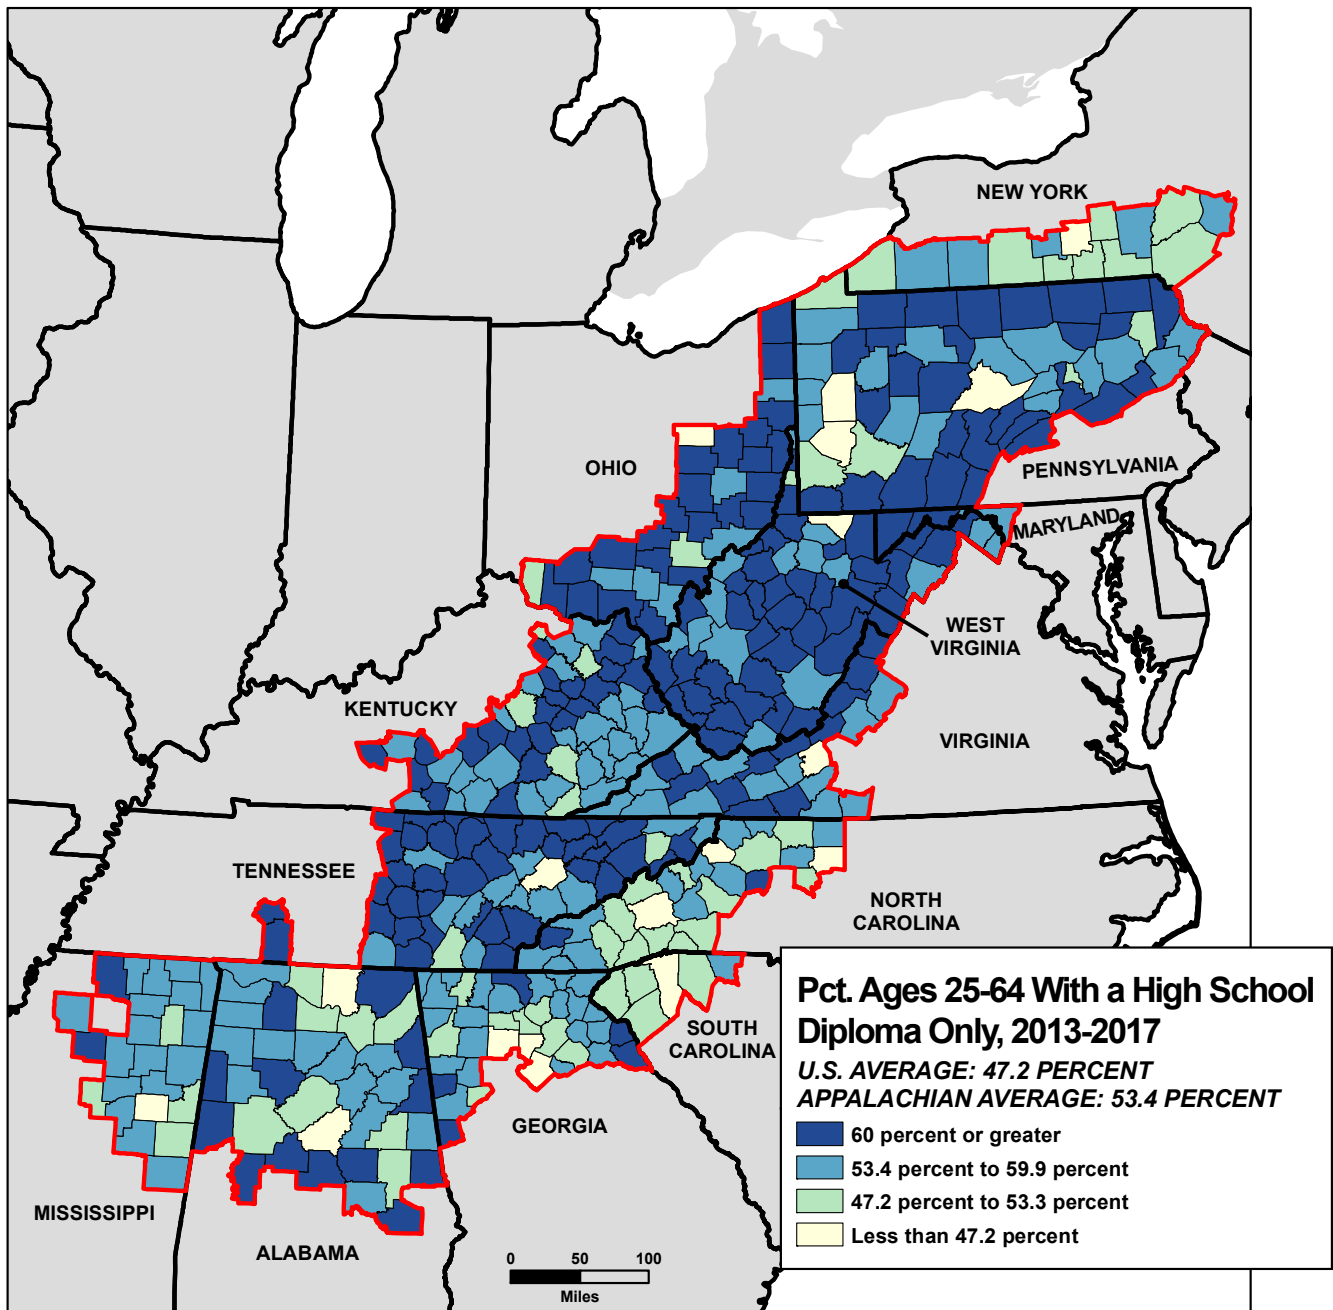 NEW YORK
OHIO
PENNSYLVANIA
MARYLAND
WEST
VIRGINIA
KENTUCKY
VIRGINIA
TENNESSEE
NORTH
CAROLINA
SOUTH
CAROLINA
GEORGIA
MISSISSIPPI
ALABAMA
Pct. Ages 25-64 With a High School
Diploma Only, 2013-2017
U.S. AVERAGE: 47.2 PERCENT
APPALACHIAN AVERAGE: 53.4 PERCENT
60 percent or greater
53.4 percent to 59.9 percent
47.2 percent to 53.3 percent
Less than 47.2 percent
0 50 100
Miles